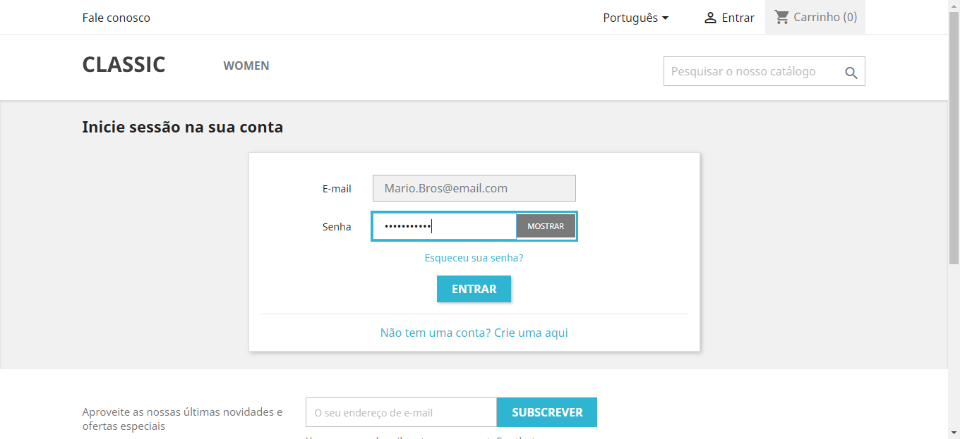 Fale conosco
Português
Entrar
Carrinho (0)
CLASSIC
WOMEN
Pesquisar o nosso catálogo
Inicie sessão na sua conta
E-mail
Mario.Bros@email.com
Senha
•••••••••••
MOSTRAR
Esqueceu sua senha?
ENTRAR
Não tem uma conta? Crie uma aqui
Aproveite as nossas últimas novidades e
ofertas especiais
O seu endereço de e-mail
SUBSCREVER